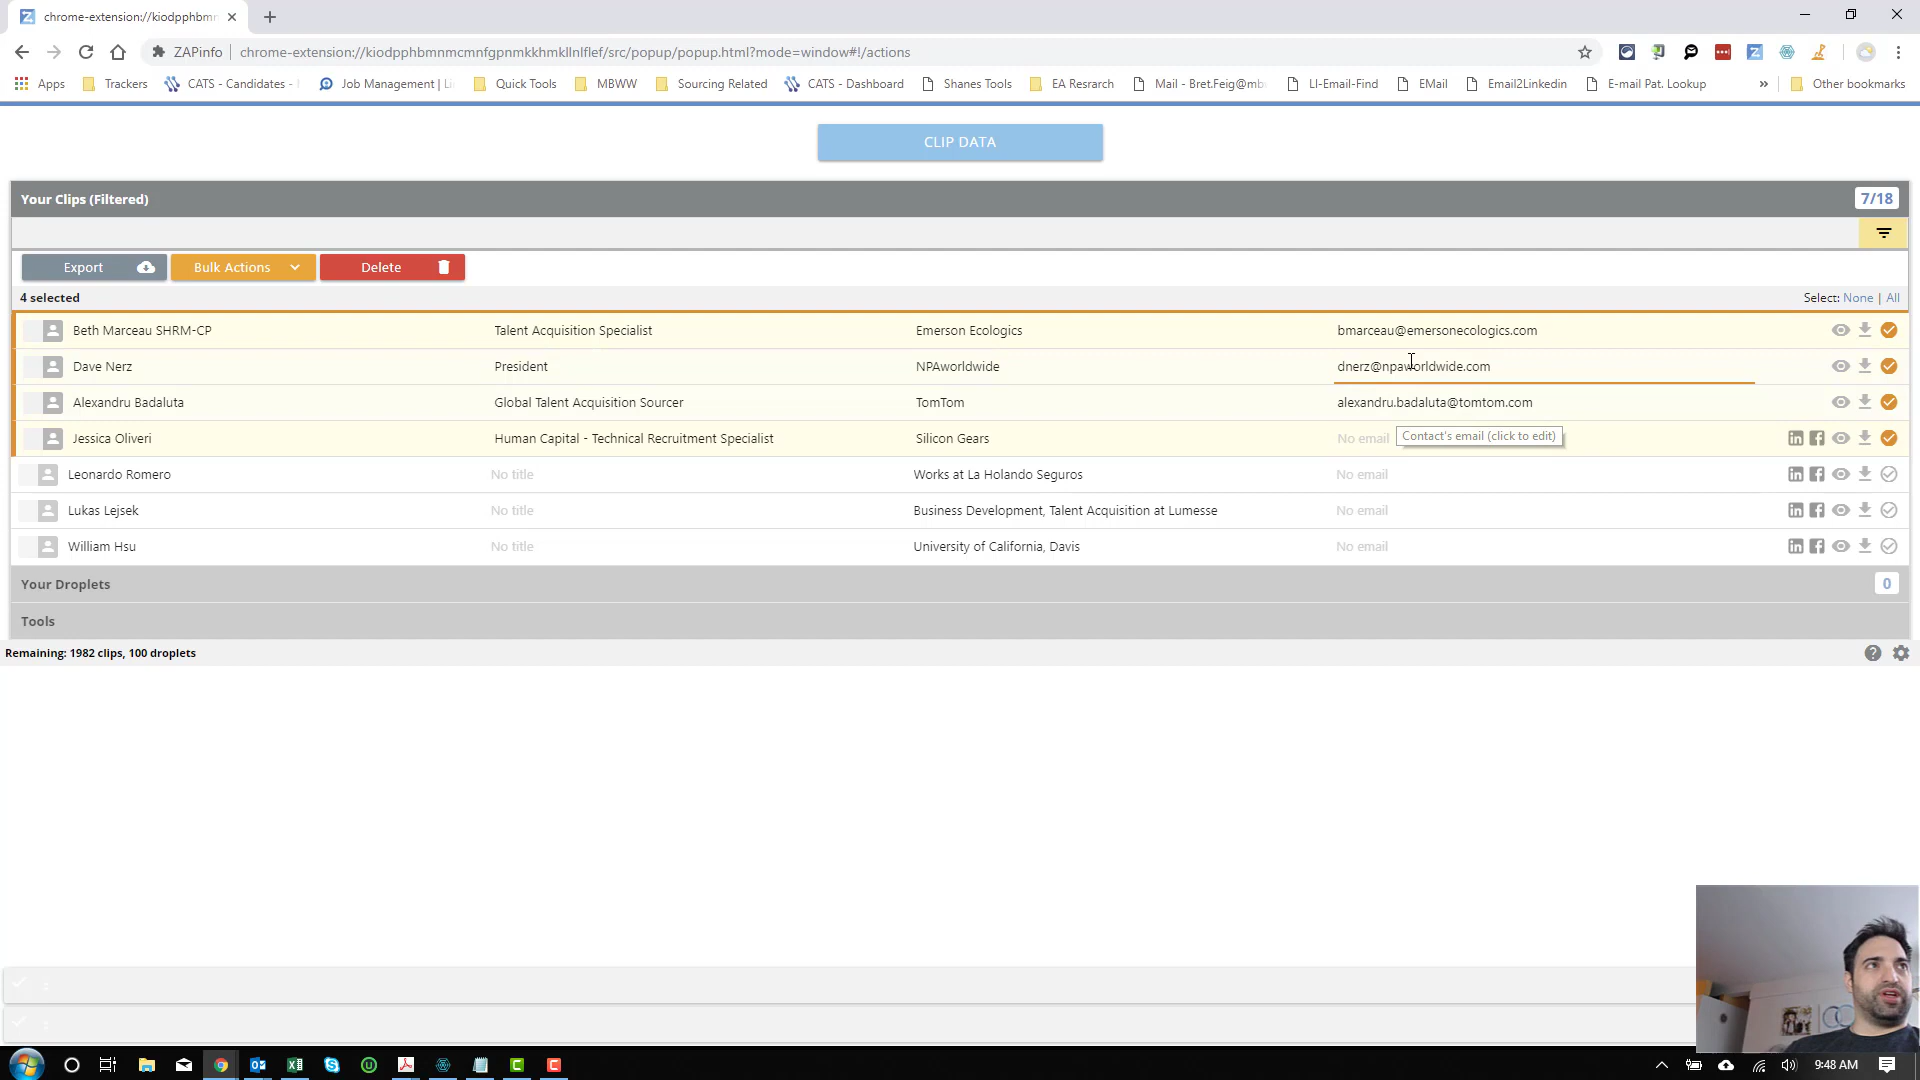 chrome-extension://kiodpphbmn
ZAPinfo chrome-extension://kiodpphbmnmcmnfgpnmkkhmkllnlflef/src/popup/popup.html?mode=window#!/actions
Apps Trackers CATS - Candidates - Job Management | Li Quick Tools MBWW Sourcing Related CATS - Dashboard Shanes Tools EA Resrarch Mail - Bret.Feig@mb LI-Email-Find EMail Email2Linkedin E-mail Pat. Lookup » Other bookmarks
CLIP DATA
Your Clips (Filtered) 7/18
Export Bulk Actions Delete
4 selected Select: None | All
Beth Marceau SHRM-CP Talent Acquisition Specialist Emerson Ecologics bmarceau@emersonecologics.com
Dave Nerz President NPAworldwide dnerz@npaworldwide.com
Alexandru Badaluta Global Talent Acquisition Sourcer TomTom alexandru.badaluta@tomtom.com
Jessica Oliveri Human Capital - Technical Recruitment Specialist Silicon Gears No email Contact's email (click to edit)
Leonardo Romero No title Works at La Holando Seguros No email
Lukas Lejsek No title Business Development, Talent Acquisition at Lumesse No email
William Hsu No title University of California, Davis No email
Your Droplets 0
Tools
Remaining: 1982 clips, 100 droplets
9:48 AM